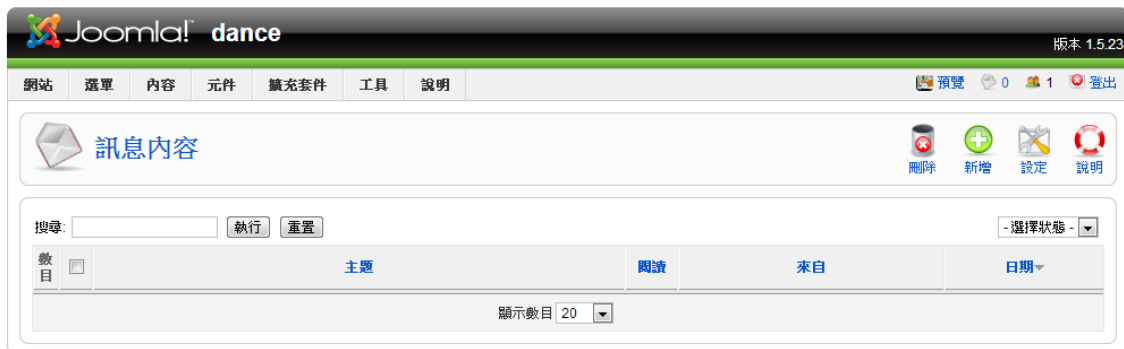 Joomla! dance
版本 1.5.23
網站 選單 內容 元件 擴充套件 工具 說明 預覽 0 1 登出
訊息內容
刪除 新增 設定 說明
搜尋: 執行 重置 - 選擇狀態 -
數目 主題 閱讀 來自 日期
顯示數目 20